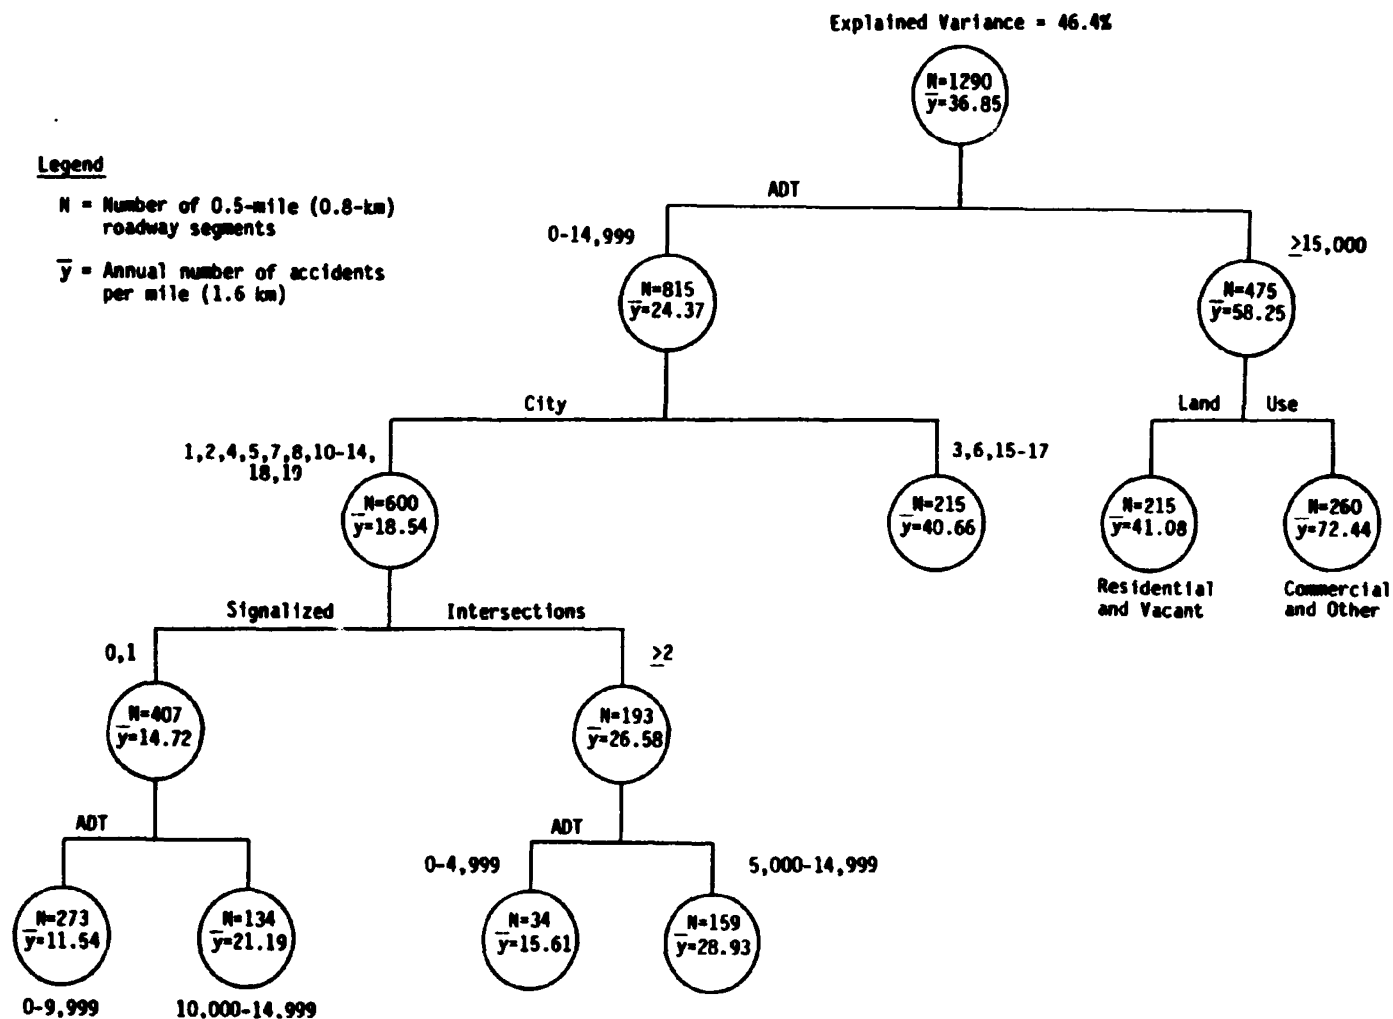 Explained Variance = 46.4%
N=1290
y̅=36.85
Legend
N = Number of 0.5-mile (0.8-km)
roadway segments
y̅ = Annual number of accidents
per mile (1.6 km)
ADT
0-14,999
≥15,000
N=815
y̅=24.37
N=475
y̅=58.25
City
Land Use
1,2,4,5,7,8,10-14,
18,19
3,6,15-17
N=600
y̅=18.54
N=215
y̅=40.66
N=215
y̅=41.08
N=260
y̅=72.44
Residential
and Vacant
Commercial
and Other
Signalized Intersections
0,1
≥2
N=407
y̅=14.72
N=193
y̅=26.58
ADT
ADT
0-4,999
5,000-14,999
N=273
y̅=11.54
N=134
y̅=21.19
N=34
y̅=15.61
N=159
y̅=28.93
0-9,999
10,000-14,999